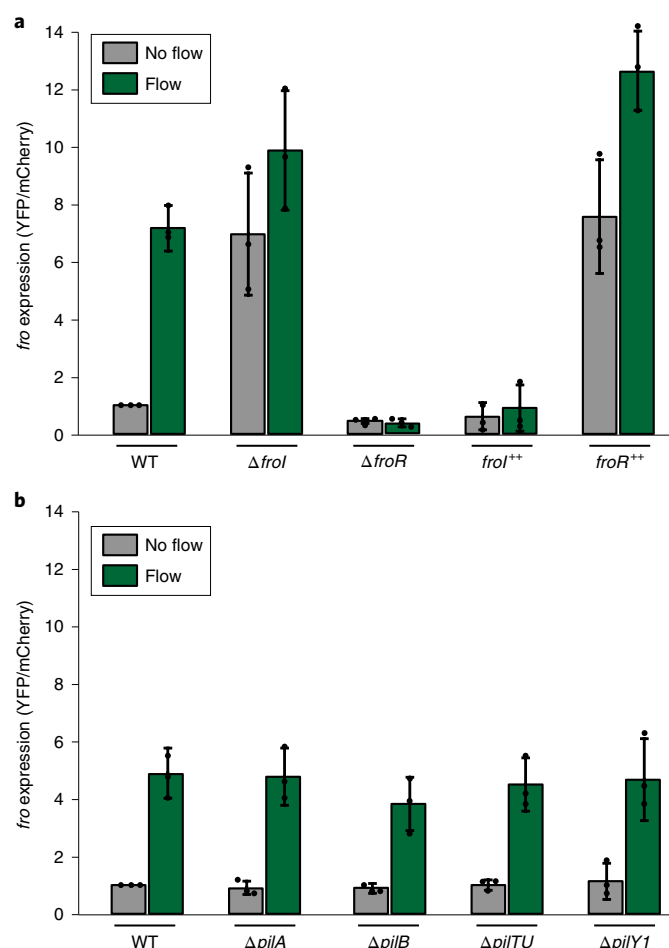 a
14
12
10
8
6
4
2
0
fro expression (YFP/mCherry)
No flow
Flow
WT
ΔfroI
ΔfroR
froI++
froR++
b
14
12
10
8
6
4
2
0
fro expression (YFP/mCherry)
No flow
Flow
WT
ΔpilA
ΔpilB
ΔpilTU
ΔpilY1